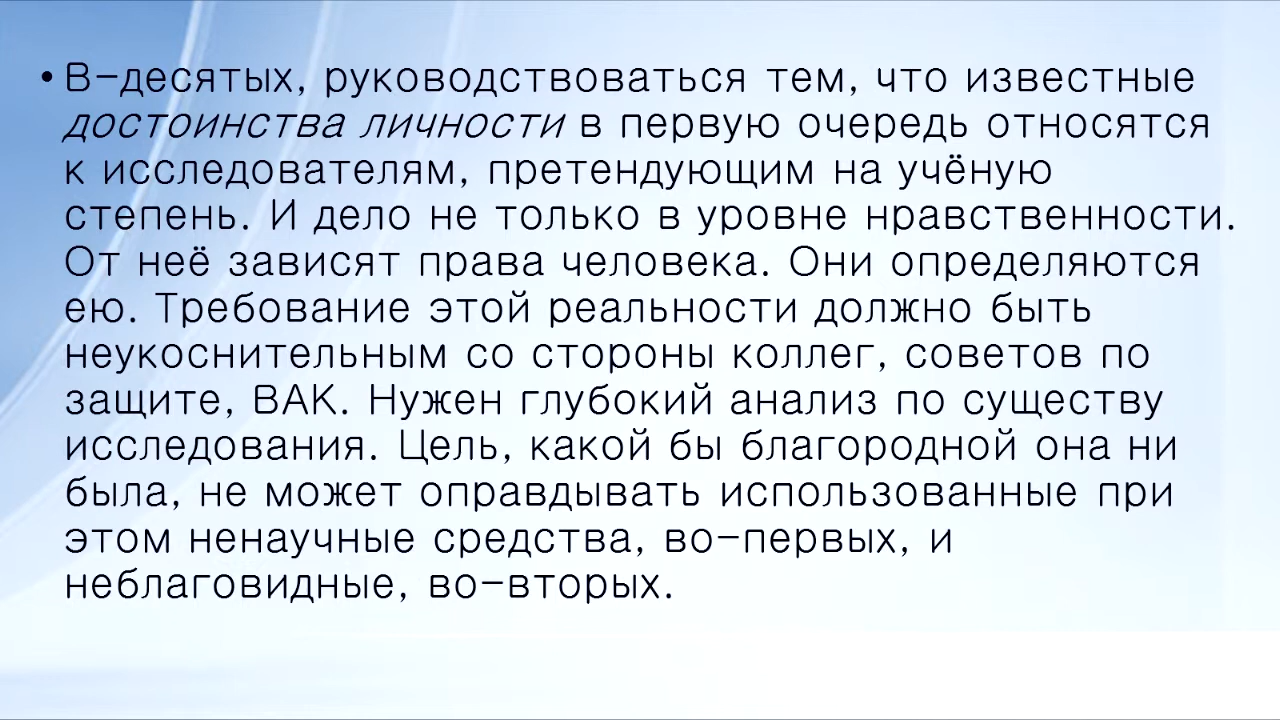 • В-десятых, руководствоваться тем, что известные
достоинства личности в первую очередь относятся
к исследователям, претендующим на учёную
степень. И дело не только в уровне нравственности.
От неё зависят права человека. Они определяются
ею. Требование этой реальности должно быть
неукоснительным со стороны коллег, советов по
защите, ВАК. Нужен глубокий анализ по существу
исследования. Цель, какой бы благородной она ни
была, не может оправдывать использованные при
этом ненаучные средства, во-первых, и
неблаговидные, во-вторых.